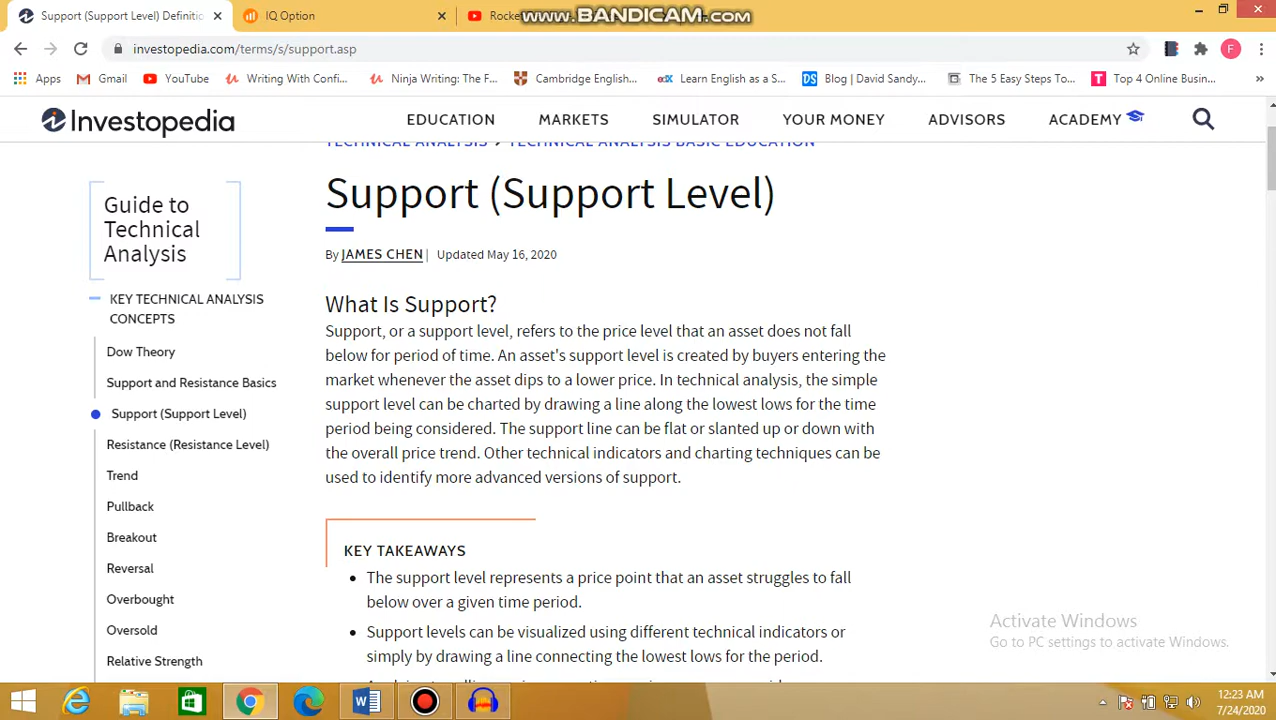 Support (Support Level) Definitic
IQ Option
Rocke
WWW.BANDICAM.COM
investopedia.com/terms/s/support.asp
F
Apps
Gmail
YouTube
Writing With Confi...
Ninja Writing: The F...
Cambridge English...
edX
Learn English as a S...
DS
Blog | David Sandy...
The 5 Easy Steps To...
T
Top 4 Online Busin...
»
Investopedia
EDUCATION
MARKETS
SIMULATOR
YOUR MONEY
ADVISORS
ACADEMY
TECHNICAL ANALYSIS > TECHNICAL ANALYSIS BASIC EDUCATION
Guide to
Technical
Analysis
KEY TECHNICAL ANALYSIS
CONCEPTS
Dow Theory
Support and Resistance Basics
Support (Support Level)
Resistance (Resistance Level)
Trend
Pullback
Breakout
Reversal
Overbought
Oversold
Relative Strength
Support (Support Level)
By JAMES CHEN | Updated May 16, 2020
What Is Support?
Support, or a support level, refers to the price level that an asset does not fall
below for period of time. An asset's support level is created by buyers entering the
market whenever the asset dips to a lower price. In technical analysis, the simple
support level can be charted by drawing a line along the lowest lows for the time
period being considered. The support line can be flat or slanted up or down with
the overall price trend. Other technical indicators and charting techniques can be
used to identify more advanced versions of support.
KEY TAKEAWAYS
The support level represents a price point that an asset struggles to fall
below over a given time period.
Support levels can be visualized using different technical indicators or
simply by drawing a line connecting the lowest lows for the period.
Activate Windows
Go to PC settings to activate Windows.
12:23 AM
7/24/2020